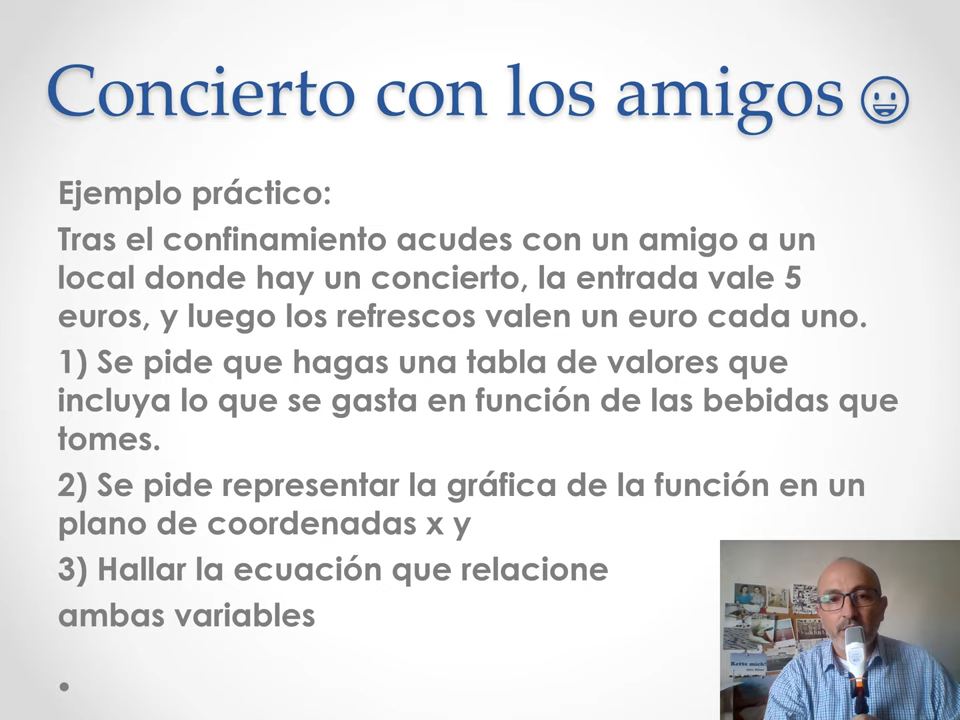 Concierto con los amigos😃
Ejemplo práctico:
Tras el confinamiento acudes con un amigo a un
local donde hay un concierto, la entrada vale 5
euros, y luego los refrescos valen un euro cada uno.
1) Se pide que hagas una tabla de valores que
incluya lo que se gasta en función de las bebidas que
tomes.
2) Se pide representar la gráfica de la función en un
plano de coordenadas x y
3) Hallar la ecuación que relacione
ambas variables
Rette mich!